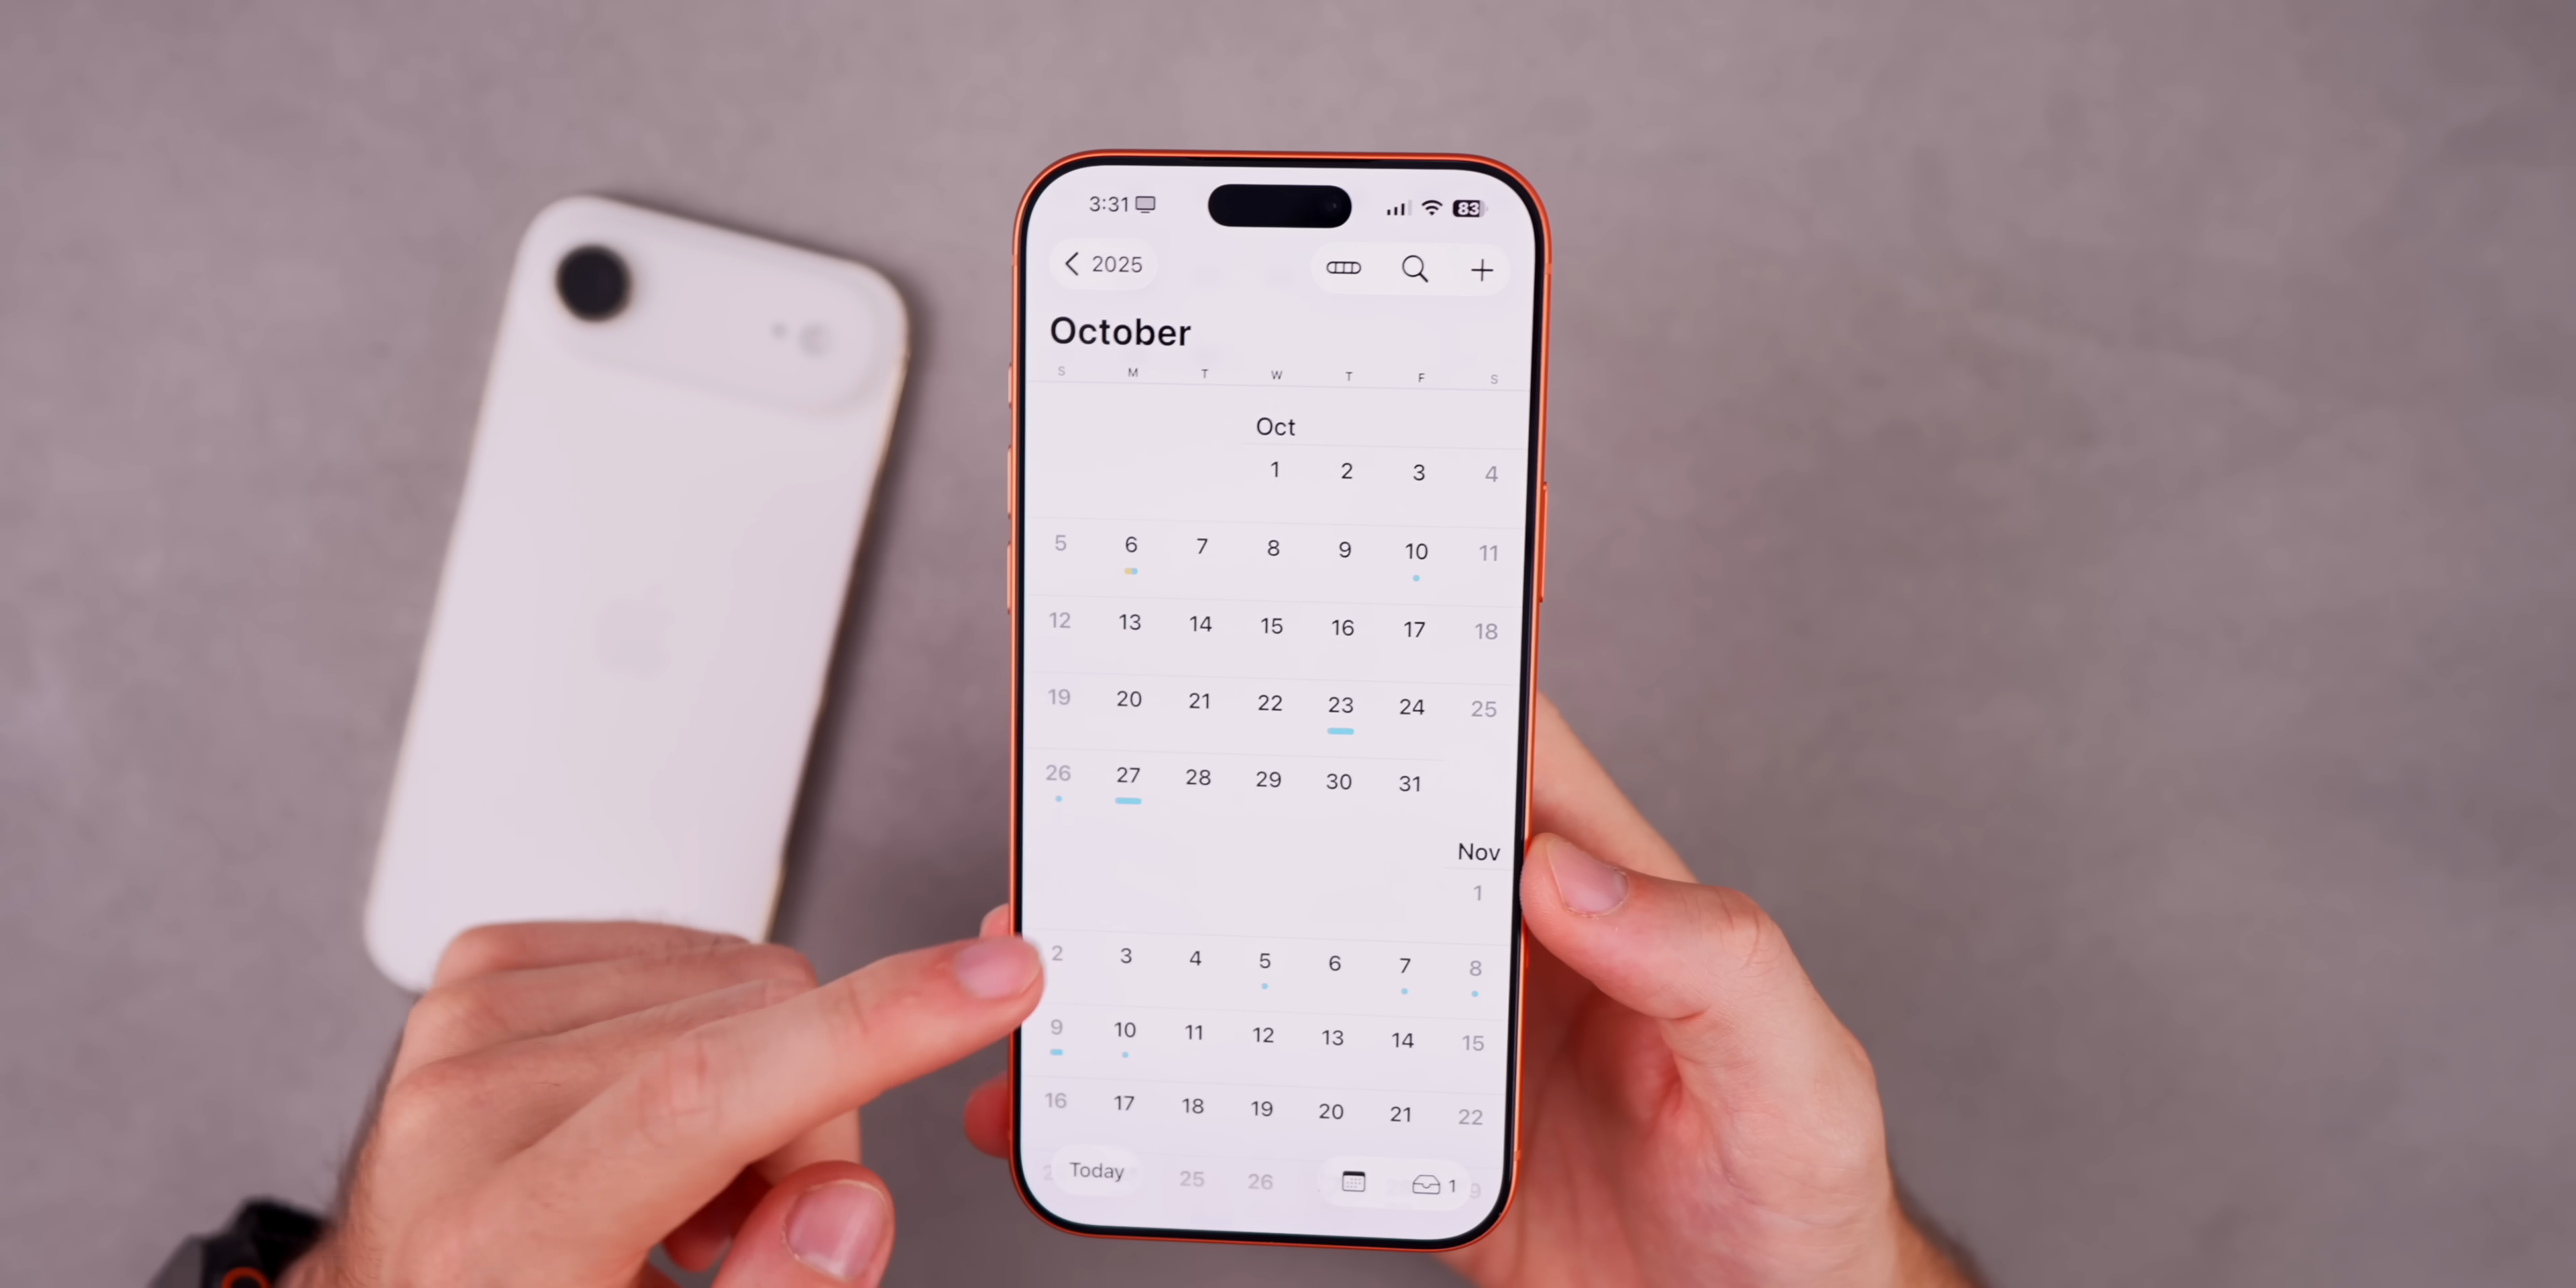 3:31 83
2025
October
S M T W T F S
Oct
1 2 3 4
5 6 7 8 9 10 11
12 13 14 15 16 17 18
19 20 21 22 23 24 25
26 27 28 29 30 31
Nov
1
2 3 4 5 6 7 8
9 10 11 12 13 14 15
16 17 18 19 20 21 22
Today 25 26 1